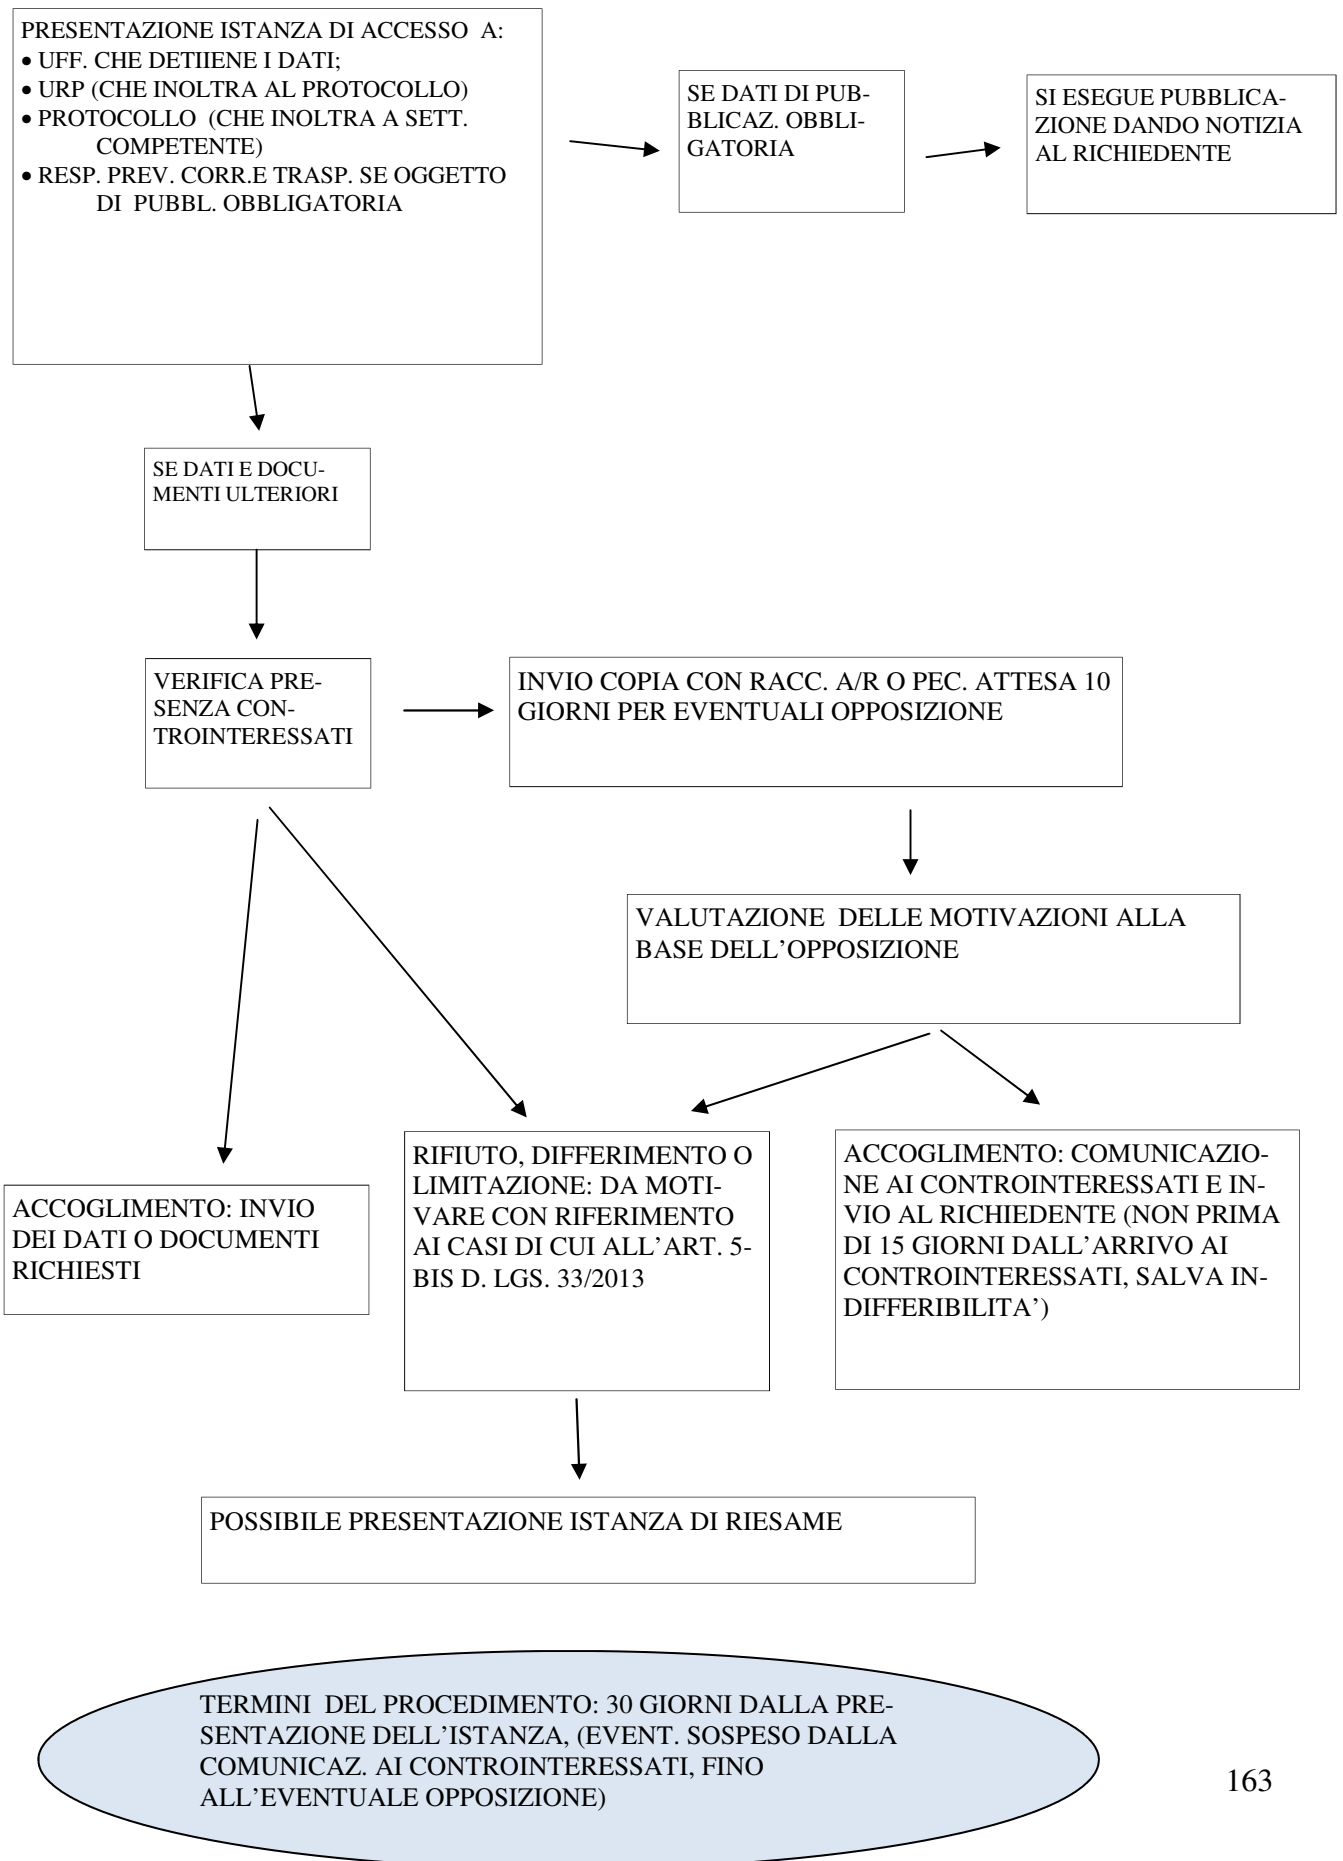 PRESENTAZIONE ISTANZA DI ACCESSO A:
• UFF. CHE DETIIENE I DATI;
• URP (CHE INOLTRA AL PROTOCOLLO)
• PROTOCOLLO (CHE INOLTRA A SETT.
COMPETENTE)
• RESP. PREV. CORR.E TRASP. SE OGGETTO
DI PUBBL. OBBLIGATORIA
SE DATI DI PUB-
BLICAZ. OBBLI-
GATORIA
SI ESEGUE PUBBLICA-
ZIONE DANDO NOTIZIA
AL RICHIEDENTE
SE DATI E DOCU-
MENTI ULTERIORI
VERIFICA PRE-
SENZA CON-
TROINTERESSATI
INVIO COPIA CON RACC. A/R O PEC. ATTESA 10
GIORNI PER EVENTUALI OPPOSIZIONE
VALUTAZIONE DELLE MOTIVAZIONI ALLA
BASE DELL’OPPOSIZIONE
ACCOGLIMENTO: INVIO
DEI DATI O DOCUMENTI
RICHIESTI
RIFIUTO, DIFFERIMENTO O
LIMITAZIONE: DA MOTI-
VARE CON RIFERIMENTO
AI CASI DI CUI ALL’ART. 5-
BIS D. LGS. 33/2013
ACCOGLIMENTO: COMUNICAZIO-
NE AI CONTROINTERESSATI E IN-
VIO AL RICHIEDENTE (NON PRIMA
DI 15 GIORNI DALL’ARRIVO AI
CONTROINTERESSATI, SALVA IN-
DIFFERIBILITA’)
POSSIBILE PRESENTAZIONE ISTANZA DI RIESAME
TERMINI DEL PROCEDIMENTO: 30 GIORNI DALLA PRE-
SENTAZIONE DELL’ISTANZA, (EVENT. SOSPESO DALLA
COMUNICAZ. AI CONTROINTERESSATI, FINO
ALL’EVENTUALE OPPOSIZIONE)
163